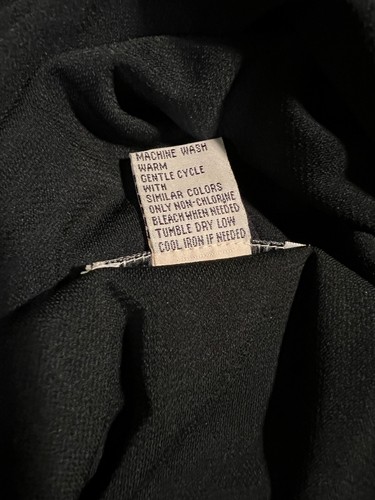 MACHINE WASH
WARM
GENTLE CYCLE
WITH
SIMILAR COLORS
ONLY NON-CHLORINE
BLEACH WHEN NEEDED
TUMBLE DRY LOW
COOL IRON IF NEEDED